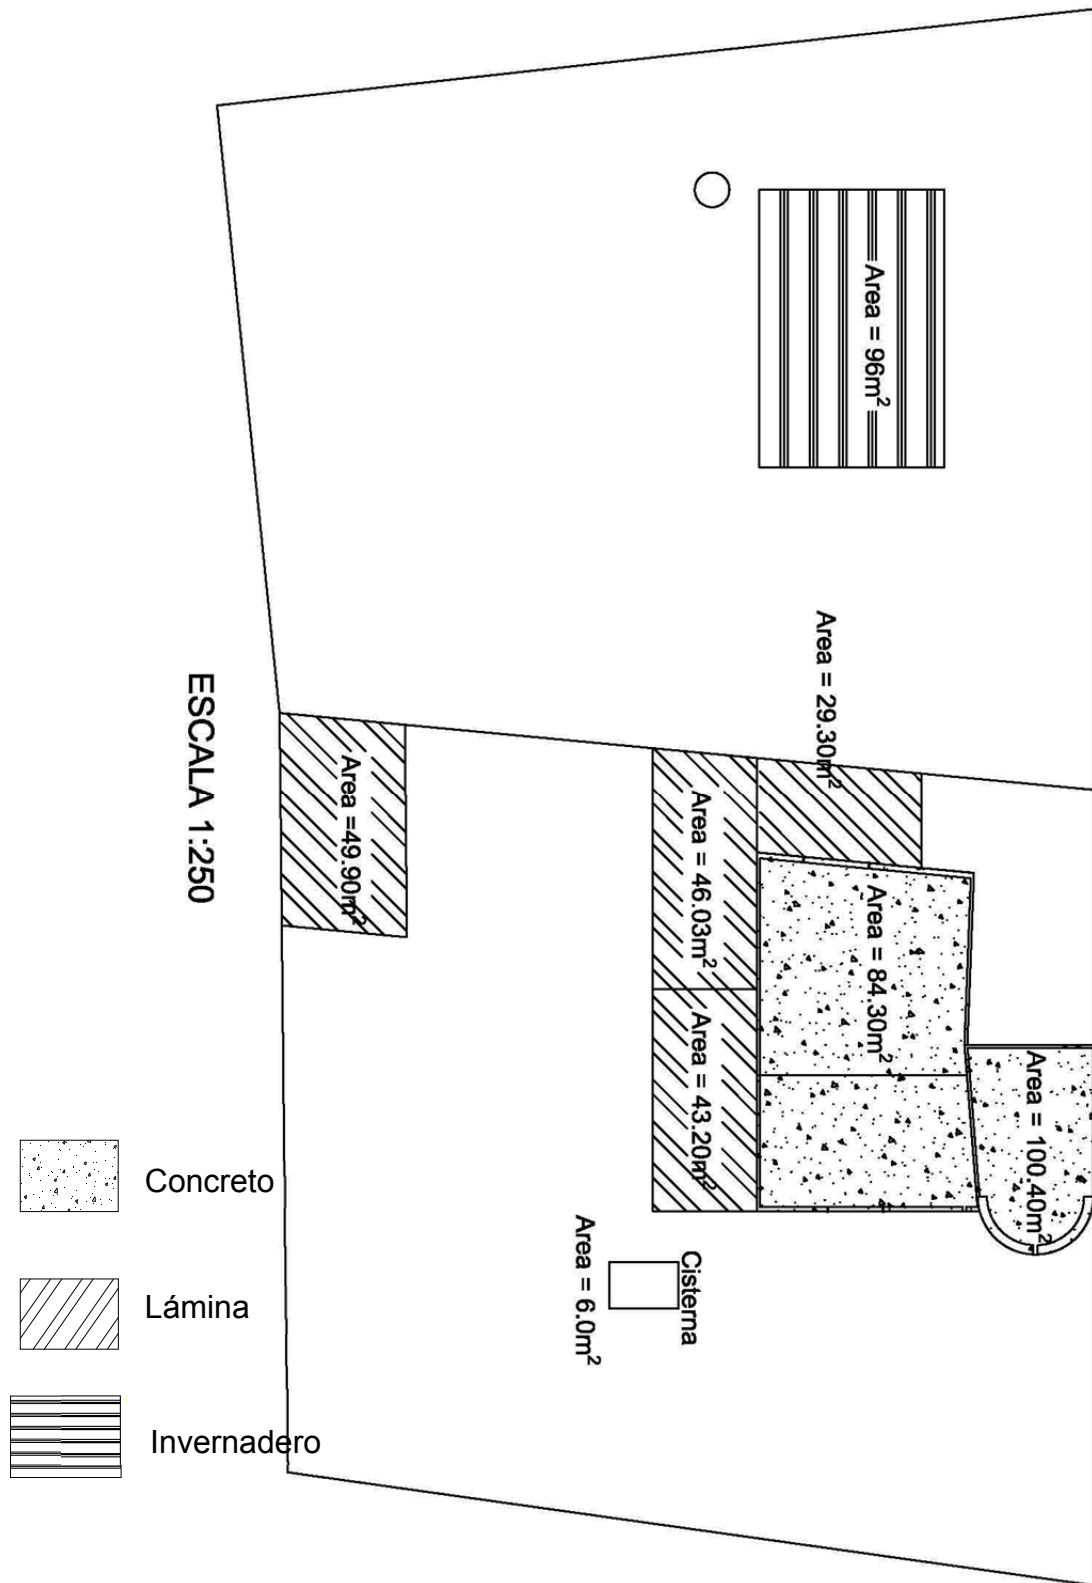 Area = 96m²
Area = 29.30m²
ESCALA 1:250
Area =49.90m²
Area = 46.03m²
Area = 84.30m²
Area = 43.20m²
Area = 100.40m²
Concreto
Cisterna
Area = 6.0m²
Lámina
Invernadero